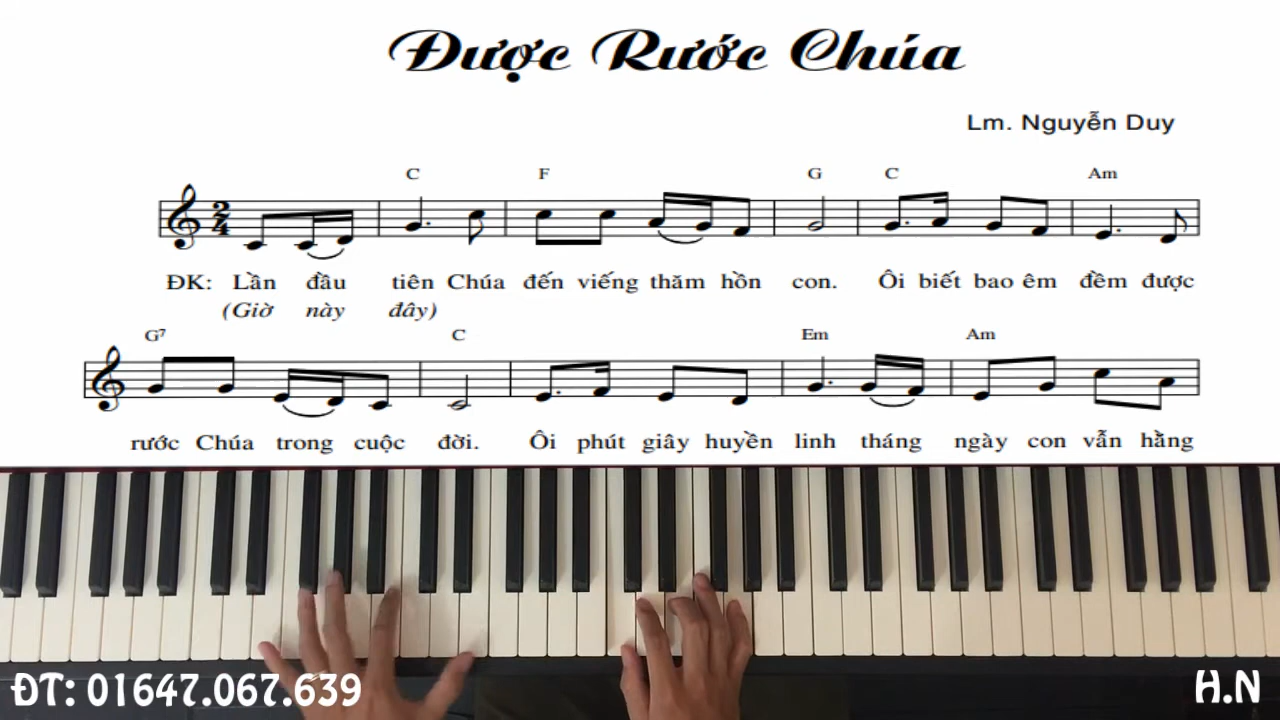 Được Rước Chúa
Lm. Nguyễn Duy
C F G C Am
2 4
ĐK: Lần đầu tiên Chúa đến viếng thăm hồn con. Ôi biết bao êm đềm được
(Giờ này đây)
G7 C Em Am
rước Chúa trong cuộc đời. Ôi phút giây huyền linh tháng ngày con vẫn hằng
ĐT: 01647.067.639
H.N